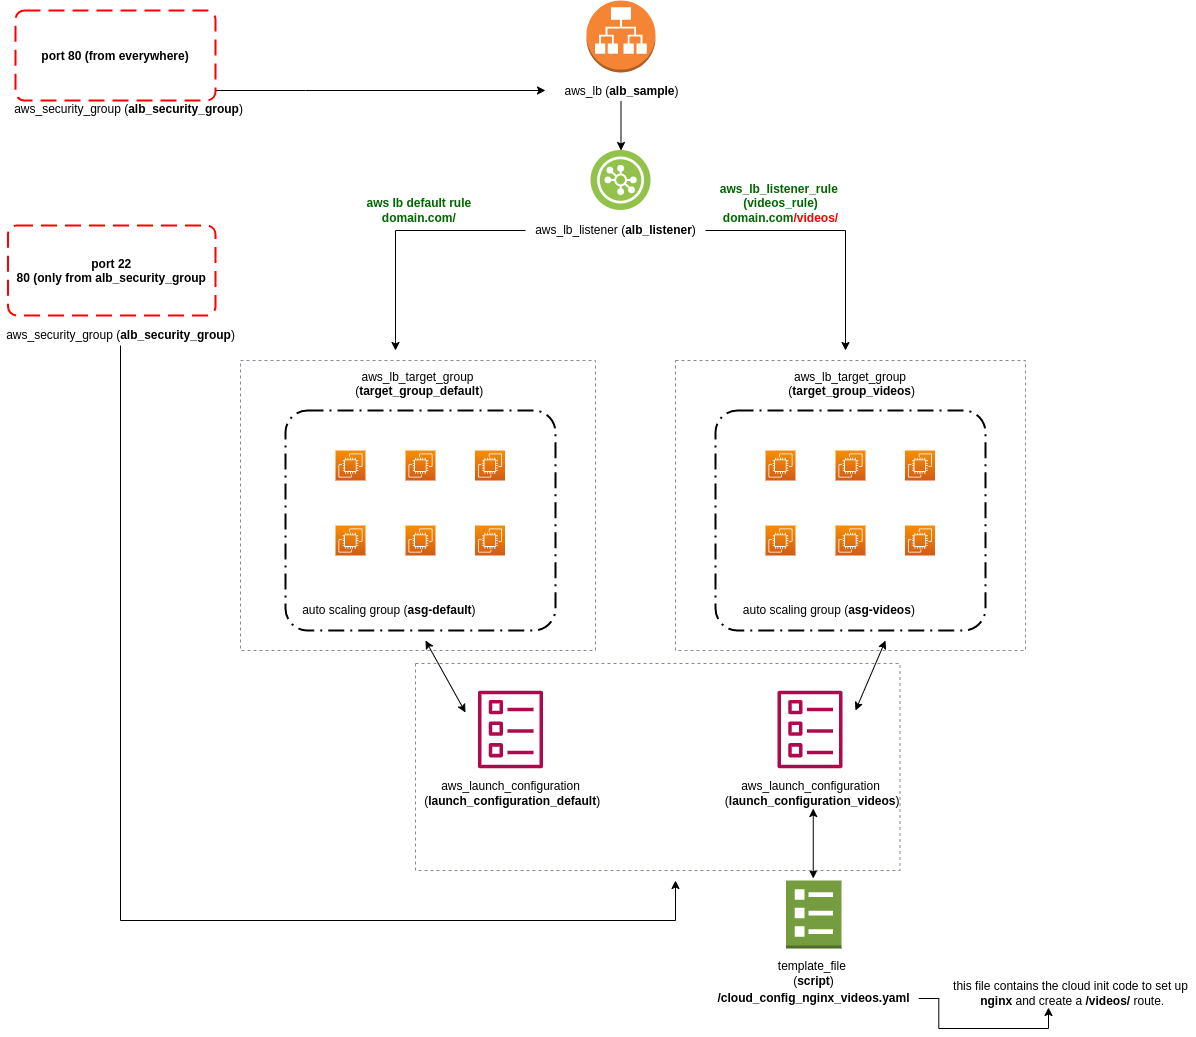 port 80 (from everywhere)
aws_security_group (alb_security_group)
aws_lb (alb_sample)
aws lb default rule
domain.com/
aws_lb_listener_rule
(videos_rule)
domain.com/videos/
aws_lb_listener (alb_listener)
port 22
80 (only from alb_security_group
aws_security_group (alb_security_group)
aws_lb_target_group
(target_group_default)
auto scaling group (asg-default)
aws_lb_target_group
(target_group_videos)
auto scaling group (asg-videos)
aws_launch_configuration
(launch_configuration_default)
aws_launch_configuration
(launch_configuration_videos)
template_file
(script)
/cloud_config_nginx_videos.yaml
this file contains the cloud init code to set up
nginx and create a /videos/ route.